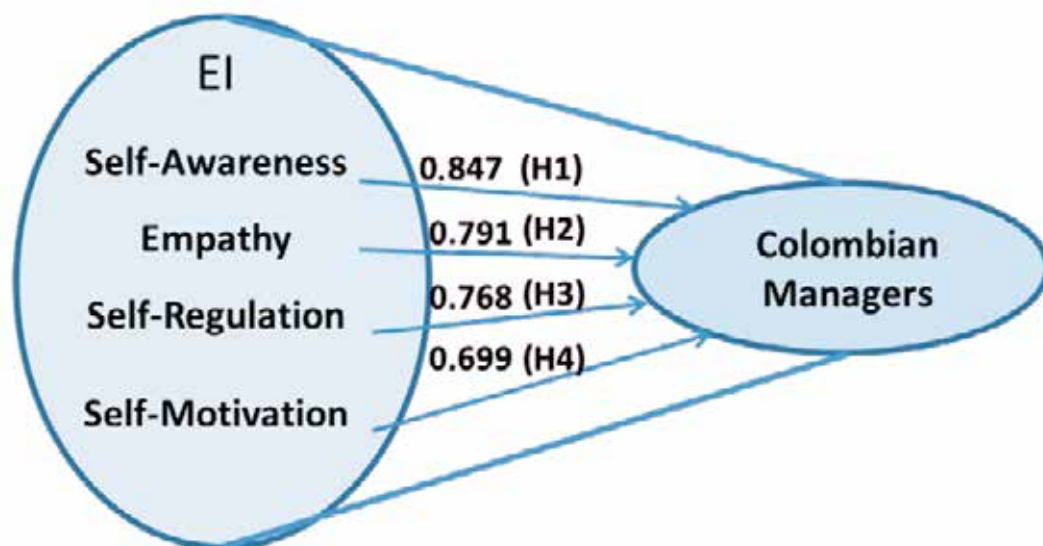 EI
Self-Awareness
0.847 (H1)
Empathy
0.791 (H2)
Self-Regulation
0.768 (H3)
Self-Motivation
0.699 (H4)
Colombian
Managers